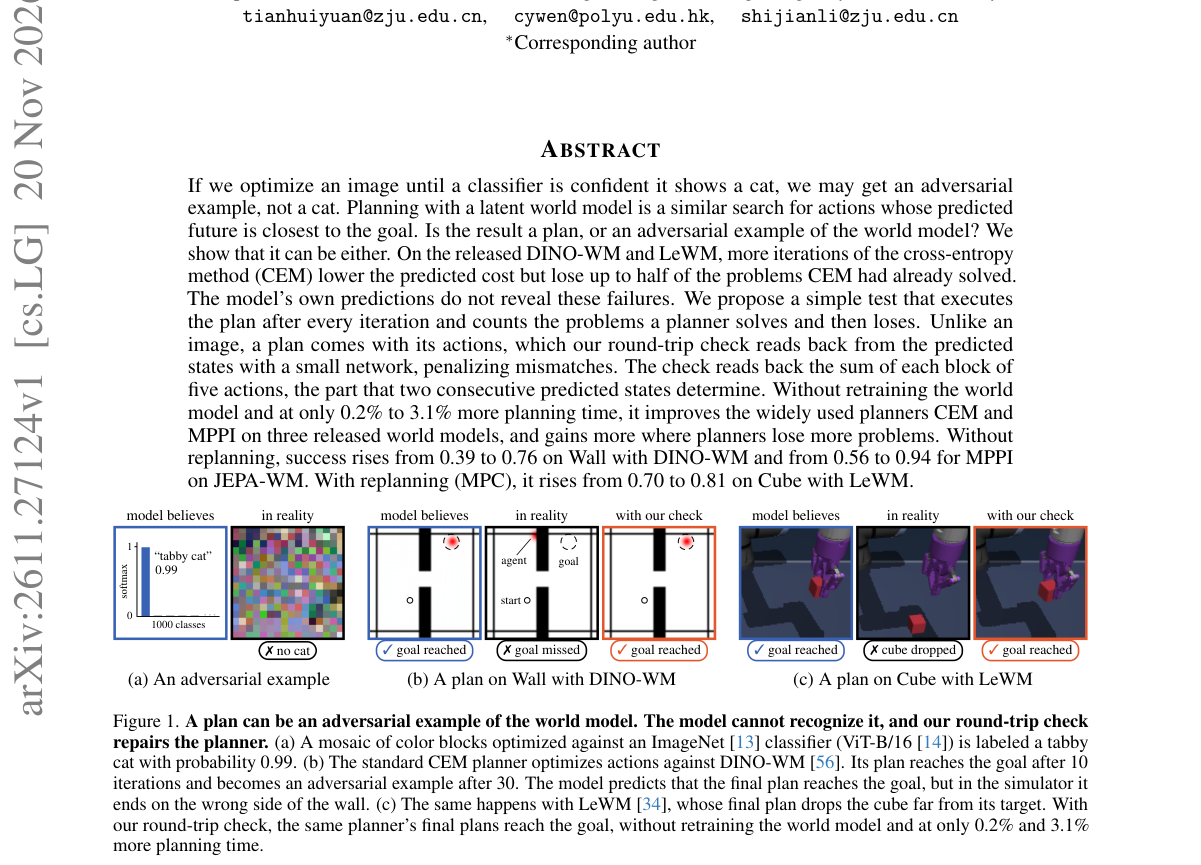 tianhuiyuan@zju.edu.cn, cywen@polyu.edu.hk, shijianli@zju.edu.cn
*Corresponding author
arXiv:2611.27124v1 [cs.LG] 20 Nov 2026
ABSTRACT
If we optimize an image until a classifier is confident it shows a cat, we may get an adversarial
example, not a cat. Planning with a latent world model is a similar search for actions whose predicted
future is closest to the goal. Is the result a plan, or an adversarial example of the world model? We
show that it can be either. On the released DINO-WM and LeWM, more iterations of the cross-entropy
method (CEM) lower the predicted cost but lose up to half of the problems CEM had already solved.
The model's own predictions do not reveal these failures. We propose a simple test that executes
the plan after every iteration and counts the problems a planner solves and then loses. Unlike an
image, a plan comes with its actions, which our round-trip check reads back from the predicted
states with a small network, penalizing mismatches. The check reads back the sum of each block of
five actions, the part that two consecutive predicted states determine. Without retraining the world
model and at only 0.2% to 3.1% more planning time, it improves the widely used planners CEM and
MPPI on three released world models, and gains more where planners lose more problems. Without
replanning, success rises from 0.39 to 0.76 on Wall with DINO-WM and from 0.56 to 0.94 for MPPI
on JEPA-WM. With replanning (MPC), it rises from 0.70 to 0.81 on Cube with LeWM.
model believes
in reality
1
softmax
0
"tabby cat"
0.99
1000 classes
✗ no cat
(a) An adversarial example
model believes
in reality
with our check
agent
goal
start
✓ goal reached
✗ goal missed
✓ goal reached
(b) A plan on Wall with DINO-WM
model believes
in reality
with our check
✓ goal reached
✗ cube dropped
✓ goal reached
(c) A plan on Cube with LeWM
Figure 1. A plan can be an adversarial example of the world model. The model cannot recognize it, and our round-trip check
repairs the planner. (a) A mosaic of color blocks optimized against an ImageNet [13] classifier (ViT-B/16 [14]) is labeled a tabby
cat with probability 0.99. (b) The standard CEM planner optimizes actions against DINO-WM [56]. Its plan reaches the goal after 10
iterations and becomes an adversarial example after 30. The model predicts that the final plan reaches the goal, but in the simulator it
ends on the wrong side of the wall. (c) The same happens with LeWM [34], whose final plan drops the cube far from its target. With
our round-trip check, the same planner's final plans reach the goal, without retraining the world model and at only 0.2% and 3.1%
more planning time.